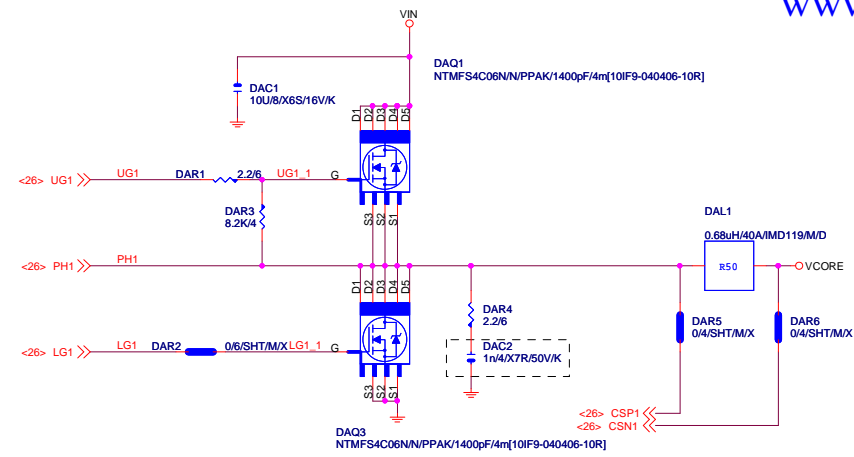 WWW
VIN
DAQ1
NTMFS4C06N/N/PPAK/1400pF/4m[10IF9-040406-10R]
DAC1
10U/8/X6S/16V/K
D1
D2
D3
D4
D5
<26> UG1
UG1
DAR1
2.2/6
UG1_1
G
DAR3
8.2K/4
S3
S2
S1
DAL1
0.68uH/40A/IMD119/M/D
<26> PH1
PH1
R50
VCORE
D1
D2
D3
D4
D5
DAR4
2.2/6
DAR5
0/4/SHT/M/X
DAR6
0/4/SHT/M/X
<26> LG1
LG1
DAR2
0/6/SHT/M/X
LG1_1
G
DAC2
1n/4/X7R/50V/K
S3
S2
S1
<26> CSP1
<26> CSN1
DAQ3
NTMFS4C06N/N/PPAK/1400pF/4m[10IF9-040406-10R]